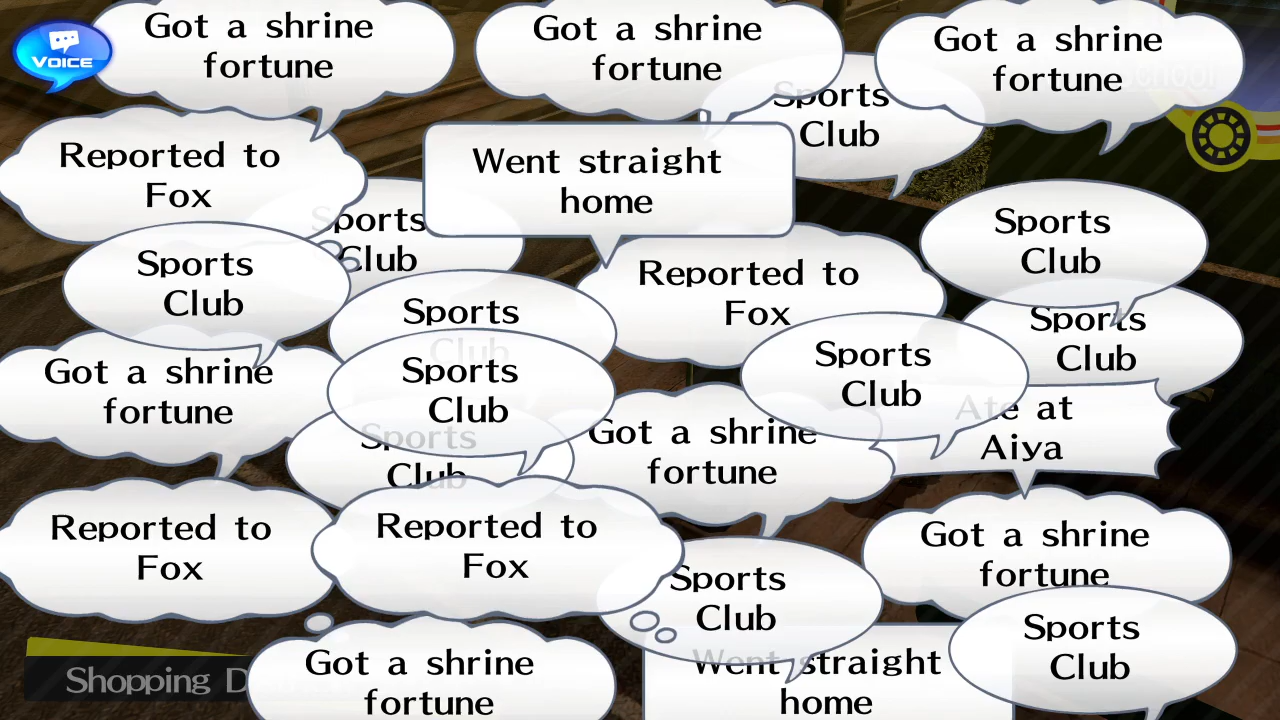 VOICE
Got a shrine
fortune
Got a shrine
fortune
Got a shrine
fortune
School
Sports
Club
Reported to
Fox
Went straight
home
Sports
Club
Sports
Club
Sports
Club
Reported to
Fox
Sports
Club
Sports
Club
Sports
Club
Got a shrine
fortune
Sports
Club
Sports
Club
Ate at
Aiya
Got a shrine
fortune
Sports
Club
Reported to
Fox
Reported to
Fox
Got a shrine
fortune
Sports
Club
Sports
Club
Got a shrine
fortune
Went straight
home
Shopping